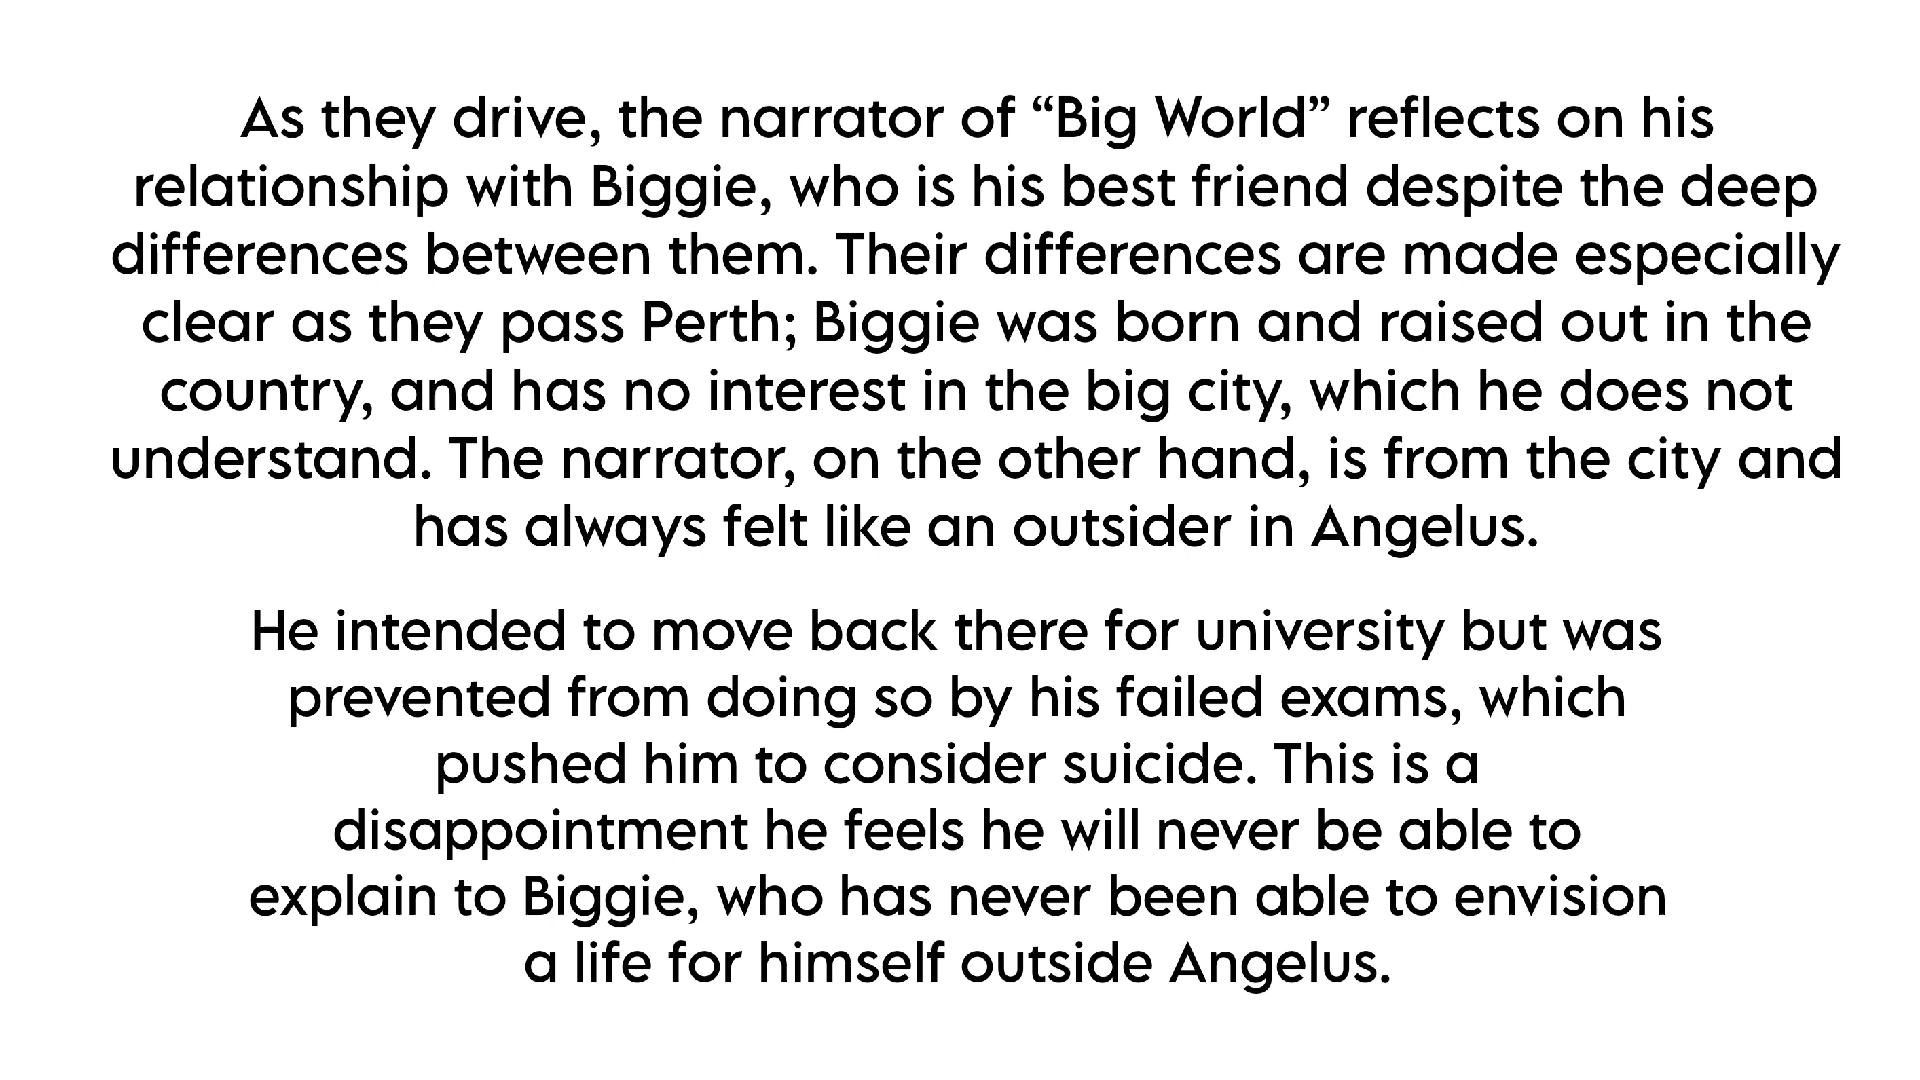 As they drive, the narrator of “Big World” reflects on his
relationship with Biggie, who is his best friend despite the deep
differences between them. Their differences are made especially
clear as they pass Perth; Biggie was born and raised out in the
country, and has no interest in the big city, which he does not
understand. The narrator, on the other hand, is from the city and
has always felt like an outsider in Angelus.
He intended to move back there for university but was
prevented from doing so by his failed exams, which
pushed him to consider suicide. This is a
disappointment he feels he will never be able to
explain to Biggie, who has never been able to envision
a life for himself outside Angelus.